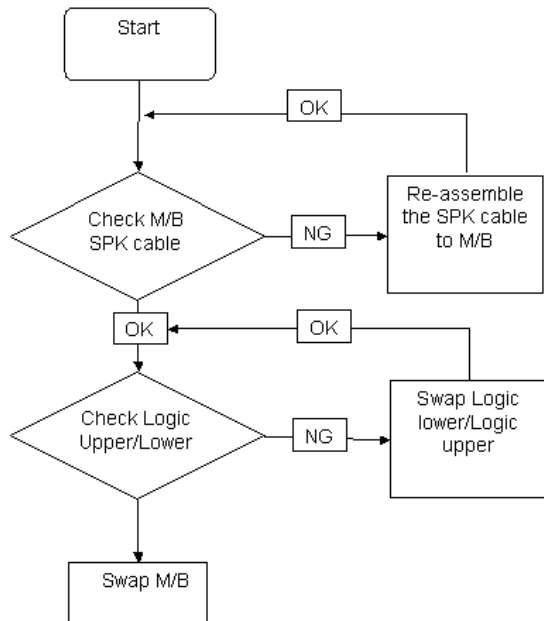 Start
OK
Check M/B
SPK cable
NG
Re-assemble
the SPK cable
to M/B
OK
OK
Check Logic
Upper/Lower
NG
Swap Logic
lower/Logic
upper
Swap M/B